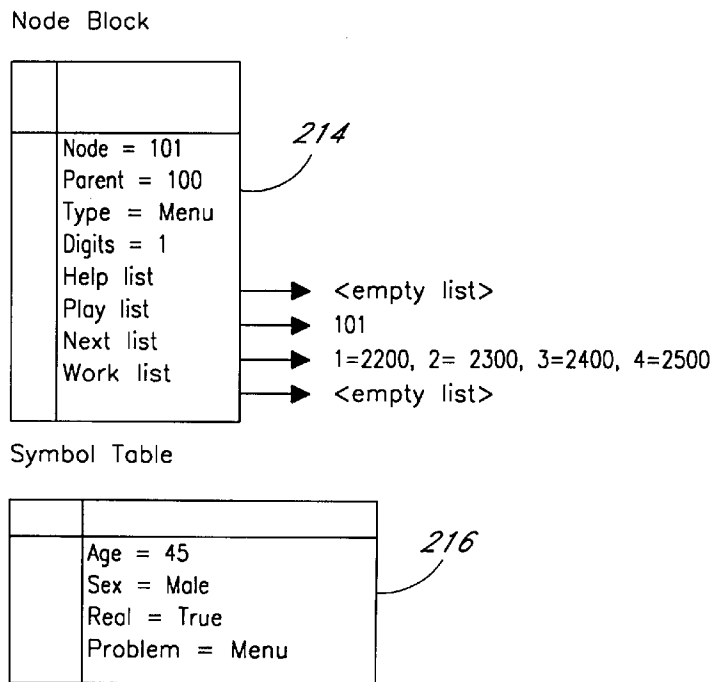 Node Block
214
Node = 101
Parent = 100
Type = Menu
Digits = 1
Help list
<empty list>
Play list
101
Next list
1=2200, 2= 2300, 3=2400, 4=2500
Work list
<empty list>
Symbol Table
216
Age = 45
Sex = Male
Real = True
Problem = Menu